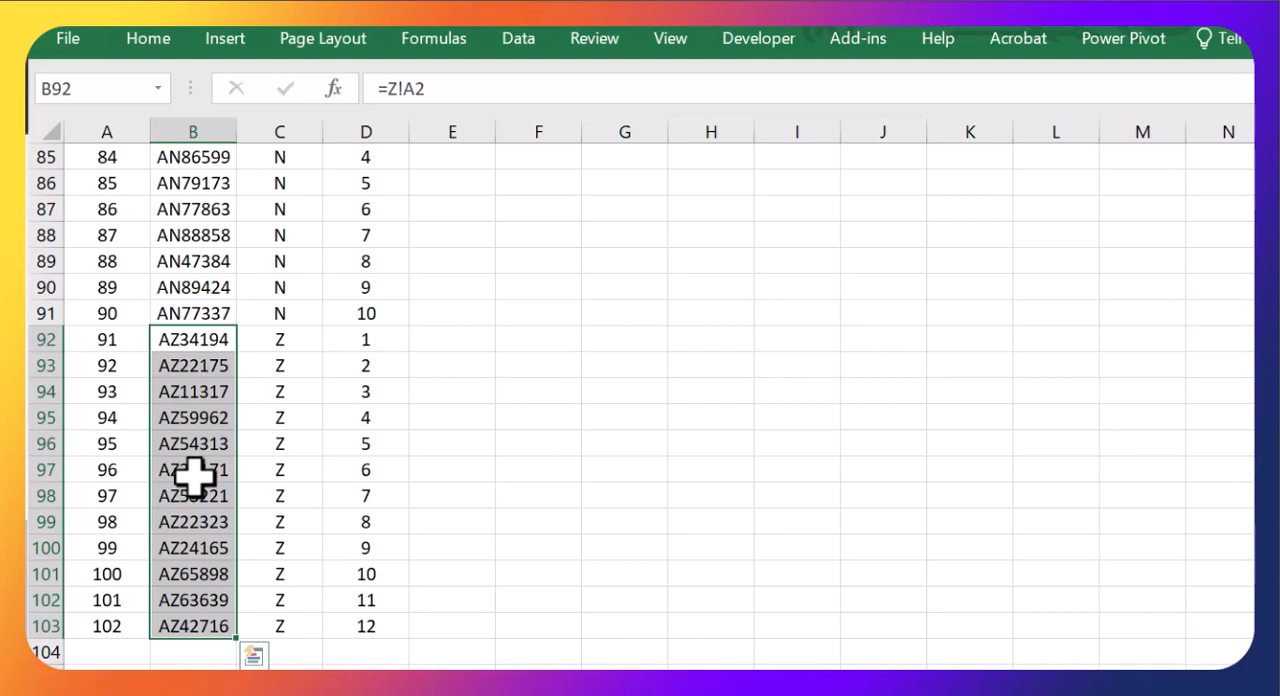 File Home Insert Page Layout Formulas Data Review View Developer Add-ins Help Acrobat Power Pivot
B92 fx =Z!A2
A B C D E F G H I J K L M N
85 84 AN86599 N 4
86 85 AN79173 N 5
87 86 AN77863 N 6
88 87 AN88858 N 7
89 88 AN47384 N 8
90 89 AN89424 N 9
91 90 AN77337 N 10
92 91 AZ34194 Z 1
93 92 AZ22175 Z 2
94 93 AZ11317 Z 3
95 94 AZ59962 Z 4
96 95 AZ54313 Z 5
97 96 Z 6
98 97 Z 7
99 98 AZ22323 Z 8
100 99 AZ24165 Z 9
101 100 AZ65898 Z 10
102 101 AZ63639 Z 11
103 102 AZ42716 Z 12
104